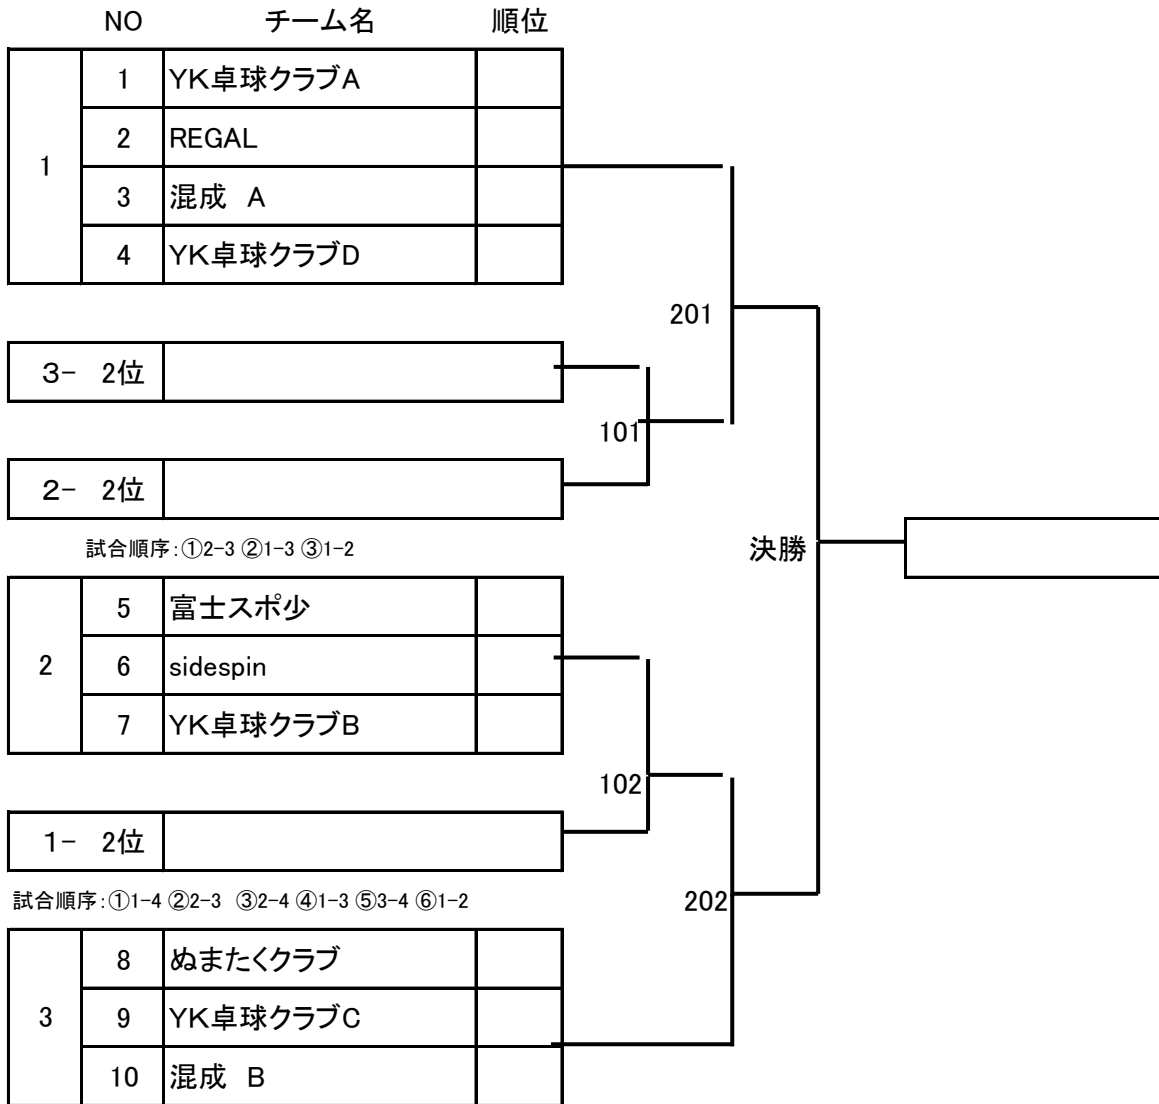 NO チーム名 順位
1 YK卓球クラブA
2 REGAL
1
3 混成 A
4 YK卓球クラブD
201
3- 2位
101
2- 2位
試合順序:①2-3 ②1-3 ③1-2
決勝
5 富士スポ少
2 6 sidespin
7 YK卓球クラブB
102
1- 2位
試合順序:①1-4 ②2-3 ③2-4 ④1-3 ⑤3-4 ⑥1-2
202
8 ぬまたくクラブ
3 9 YK卓球クラブC
10 混成 B